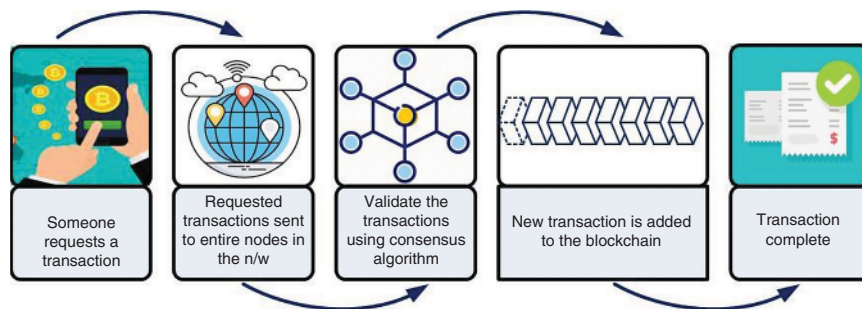 Someone
requests a
transaction
Requested
transactions sent
to entire nodes in
the n/w
Validate the
transactions
using consensus
algorithm
New transaction is added
to the blockchain
Transaction
complete
$